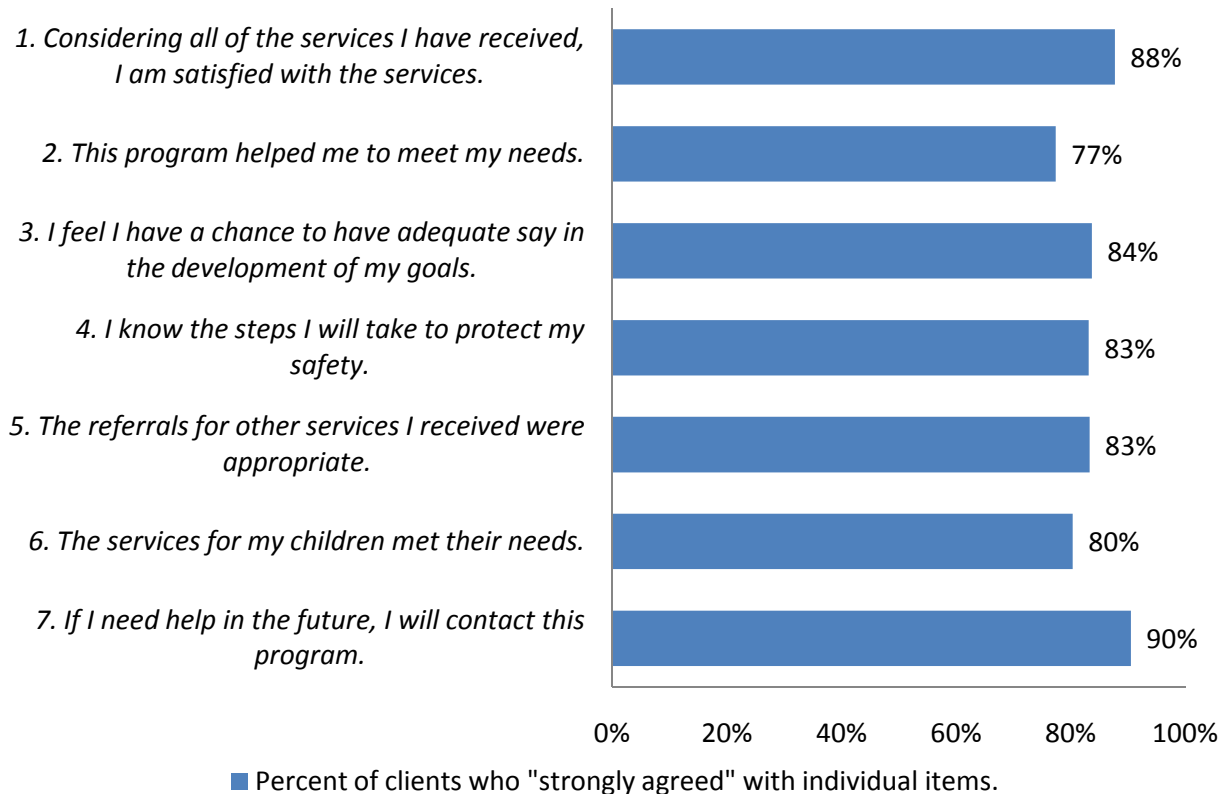 1. Considering all of the services I have received,
I am satisfied with the services.
88%
2. This program helped me to meet my needs.
77%
3. I feel I have a chance to have adequate say in
the development of my goals.
84%
4. I know the steps I will take to protect my
safety.
83%
5. The referrals for other services I received were
appropriate.
83%
6. The services for my children met their needs.
80%
7. If I need help in the future, I will contact this
program.
90%
0% 20% 40% 60% 80% 100%
Percent of clients who "strongly agreed" with individual items.